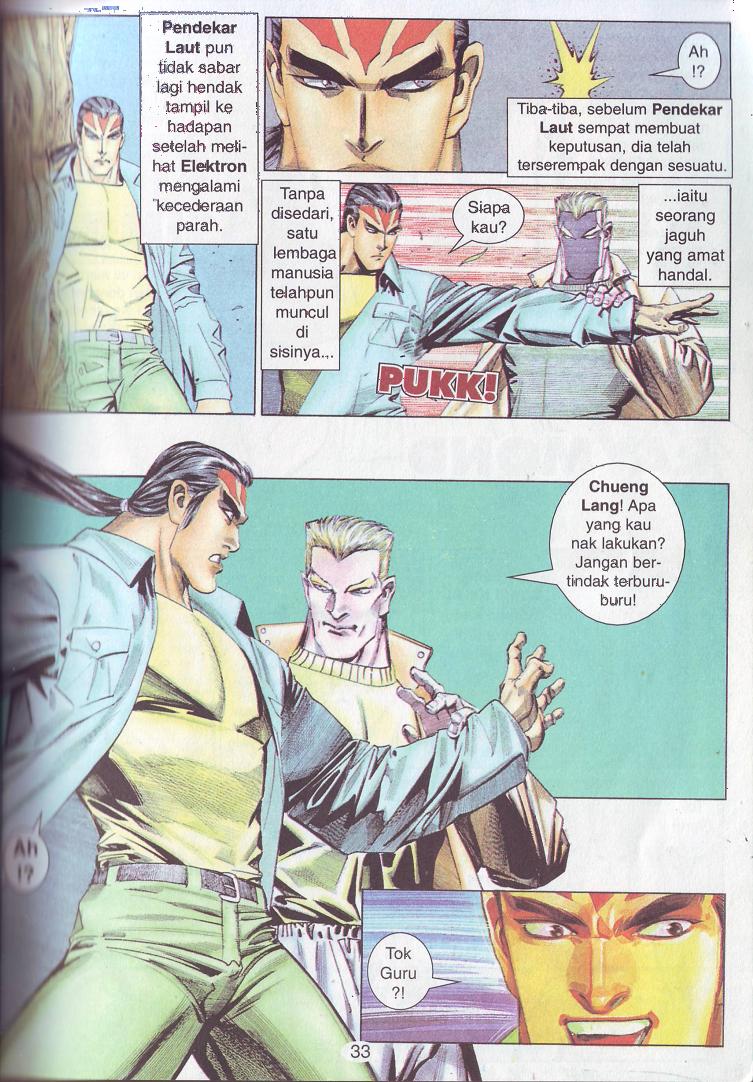 Pendekar
Laut pun
tidak sabar
lagi hendak
tampil ke
hadapan
setelah meli-
hat Elektron
mengalami
kecederaan
parah.
Ah
!?
Tiba-tiba, sebelum Pendekar
Laut sempat membuat
keputusan, dia telah
terserempak dengan sesuatu.
Tanpa
disedari,
satu
lembaga
manusia
telahpun
muncul
di
sisinya...
Siapa
kau?
...iaitu
seorang
jaguh
yang amat
handal.
PUKK!
Chueng
Lang! Apa
yang kau
nak lakukan?
Jangan ber-
tindak terburu-
buru!
Ah
!?
Tok
Guru
?!
33